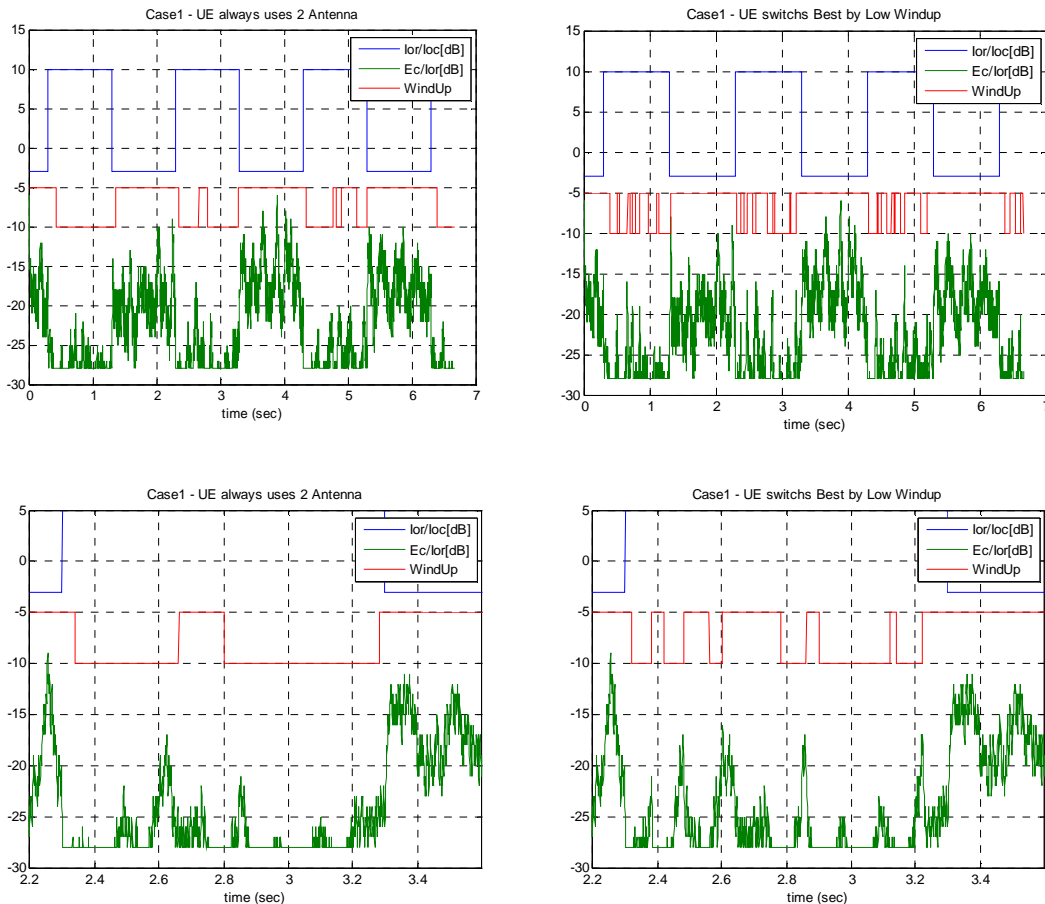 Case1 - UE always uses 2 Antenna
15
10
5
0
-5
-10
-15
-20
-25
-30
0 1 2 3 4 5 6 7
time (sec)
Ior/Ioc[dB]
Ec/Ior[dB]
WindUp
Case1 - UE switchs Best by Low Windup
15
10
5
0
-5
-10
-15
-20
-25
-30
0 1 2 3 4 5 6 7
time (sec)
Ior/Ioc[dB]
Ec/Ior[dB]
WindUp
Case1 - UE always uses 2 Antenna
5
0
-5
-10
-15
-20
-25
-30
2.2 2.4 2.6 2.8 3 3.2 3.4
time (sec)
Ior/Ioc[dB]
Ec/Ior[dB]
WindUp
Case1 - UE switchs Best by Low Windup
5
0
-5
-10
-15
-20
-25
-30
2.2 2.4 2.6 2.8 3 3.2 3.4
time (sec)
Ior/Ioc[dB]
Ec/Ior[dB]
WindUp